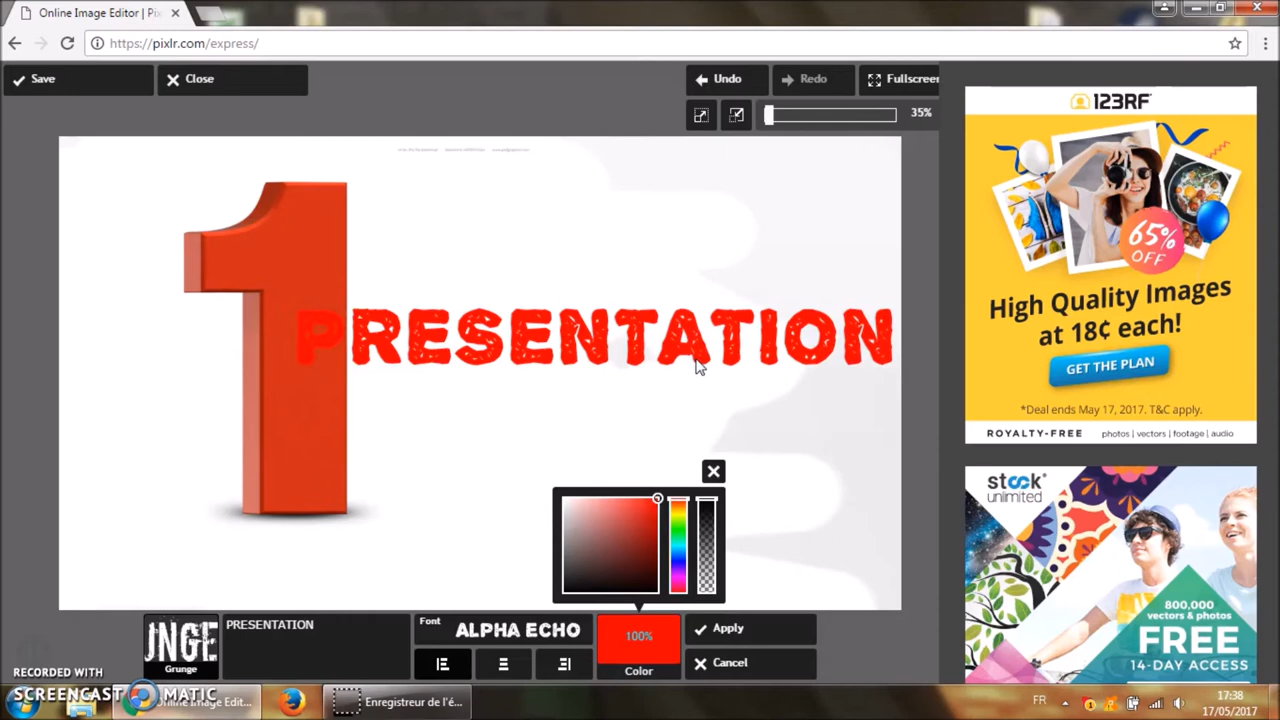 Online Image Editor | Pix
https://pixlr.com/express/
Save
Close
Undo
Redo
Fullscreen
35%
PRESENTATION
123RF
65%
OFF
High Quality Images
at 18¢ each!
GET THE PLAN
*Deal ends May 17, 2017. T&C apply.
ROYALTY-FREE photos | vectors | footage | audio
stock
unlimited
800,000
vectors & photos
FREE
14-DAY ACCESS
1
JNGE
Grunge
PRESENTATION
Font
ALPHA ECHO
100%
Color
Apply
Cancel
RECORDED WITH
SCREENCAST MATIC
Online Image Edit...
Enregistreur de l'é...
FR
17:38
17/05/2017